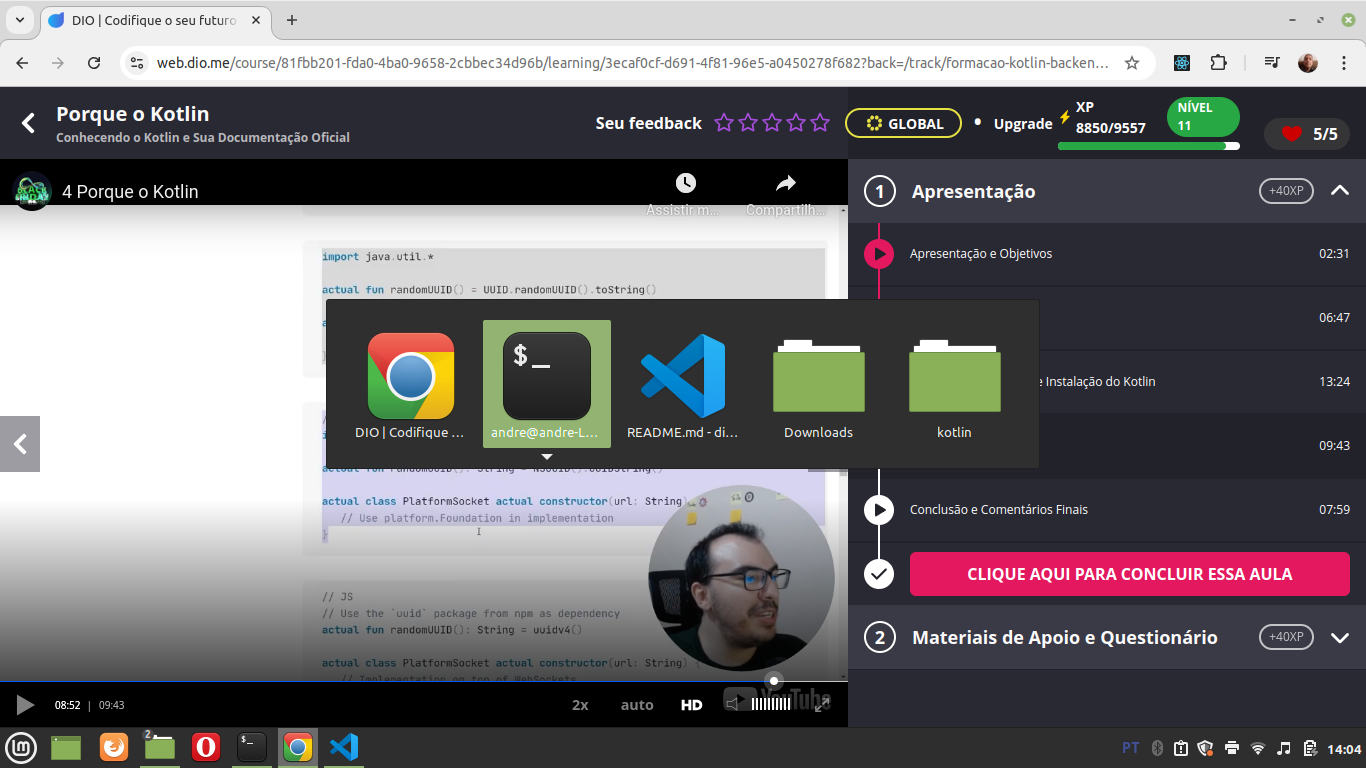 DIO | Codifique o seu futuro
web.dio.me/course/81fbb201-fda0-4ba0-9658-2cbbec34d96b/learning/3ecaf0cf-d691-4f81-96e5-a0450278f682?back=/track/formacao-kotlin-backen...
Porque o Kotlin
Conhecendo o Kotlin e Sua Documentação Oficial
Seu feedback
GLOBAL
Upgrade
XP
8850/9557
NÍVEL
11
5/5
4 Porque o Kotlin
Assistir m...
Compartilh...
import java.util.*
actual fun randomUUID() = UUID.randomUUID().toString()
DIO | Codifique ...
andre@andre-L...
README.md - di...
Downloads
kotlin
actual class PlatformSocket actual constructor(url: String)
// Use platform.Foundation in implementation
}
// JS
// Use the `uuid` package from npm as dependency
actual fun randomUUID(): String = uuidv4()
actual class PlatformSocket actual constructor(url: String) {
// Implementation on top of WebSockets
08:52 | 09:43
2x
auto
HD
YouTube
1
Apresentação
+40XP
Apresentação e Objetivos
02:31
06:47
e Instalação do Kotlin
13:24
09:43
Conclusão e Comentários Finais
07:59
CLIQUE AQUI PARA CONCLUIR ESSA AULA
2
Materiais de Apoio e Questionário
+40XP
2
PT
14:04